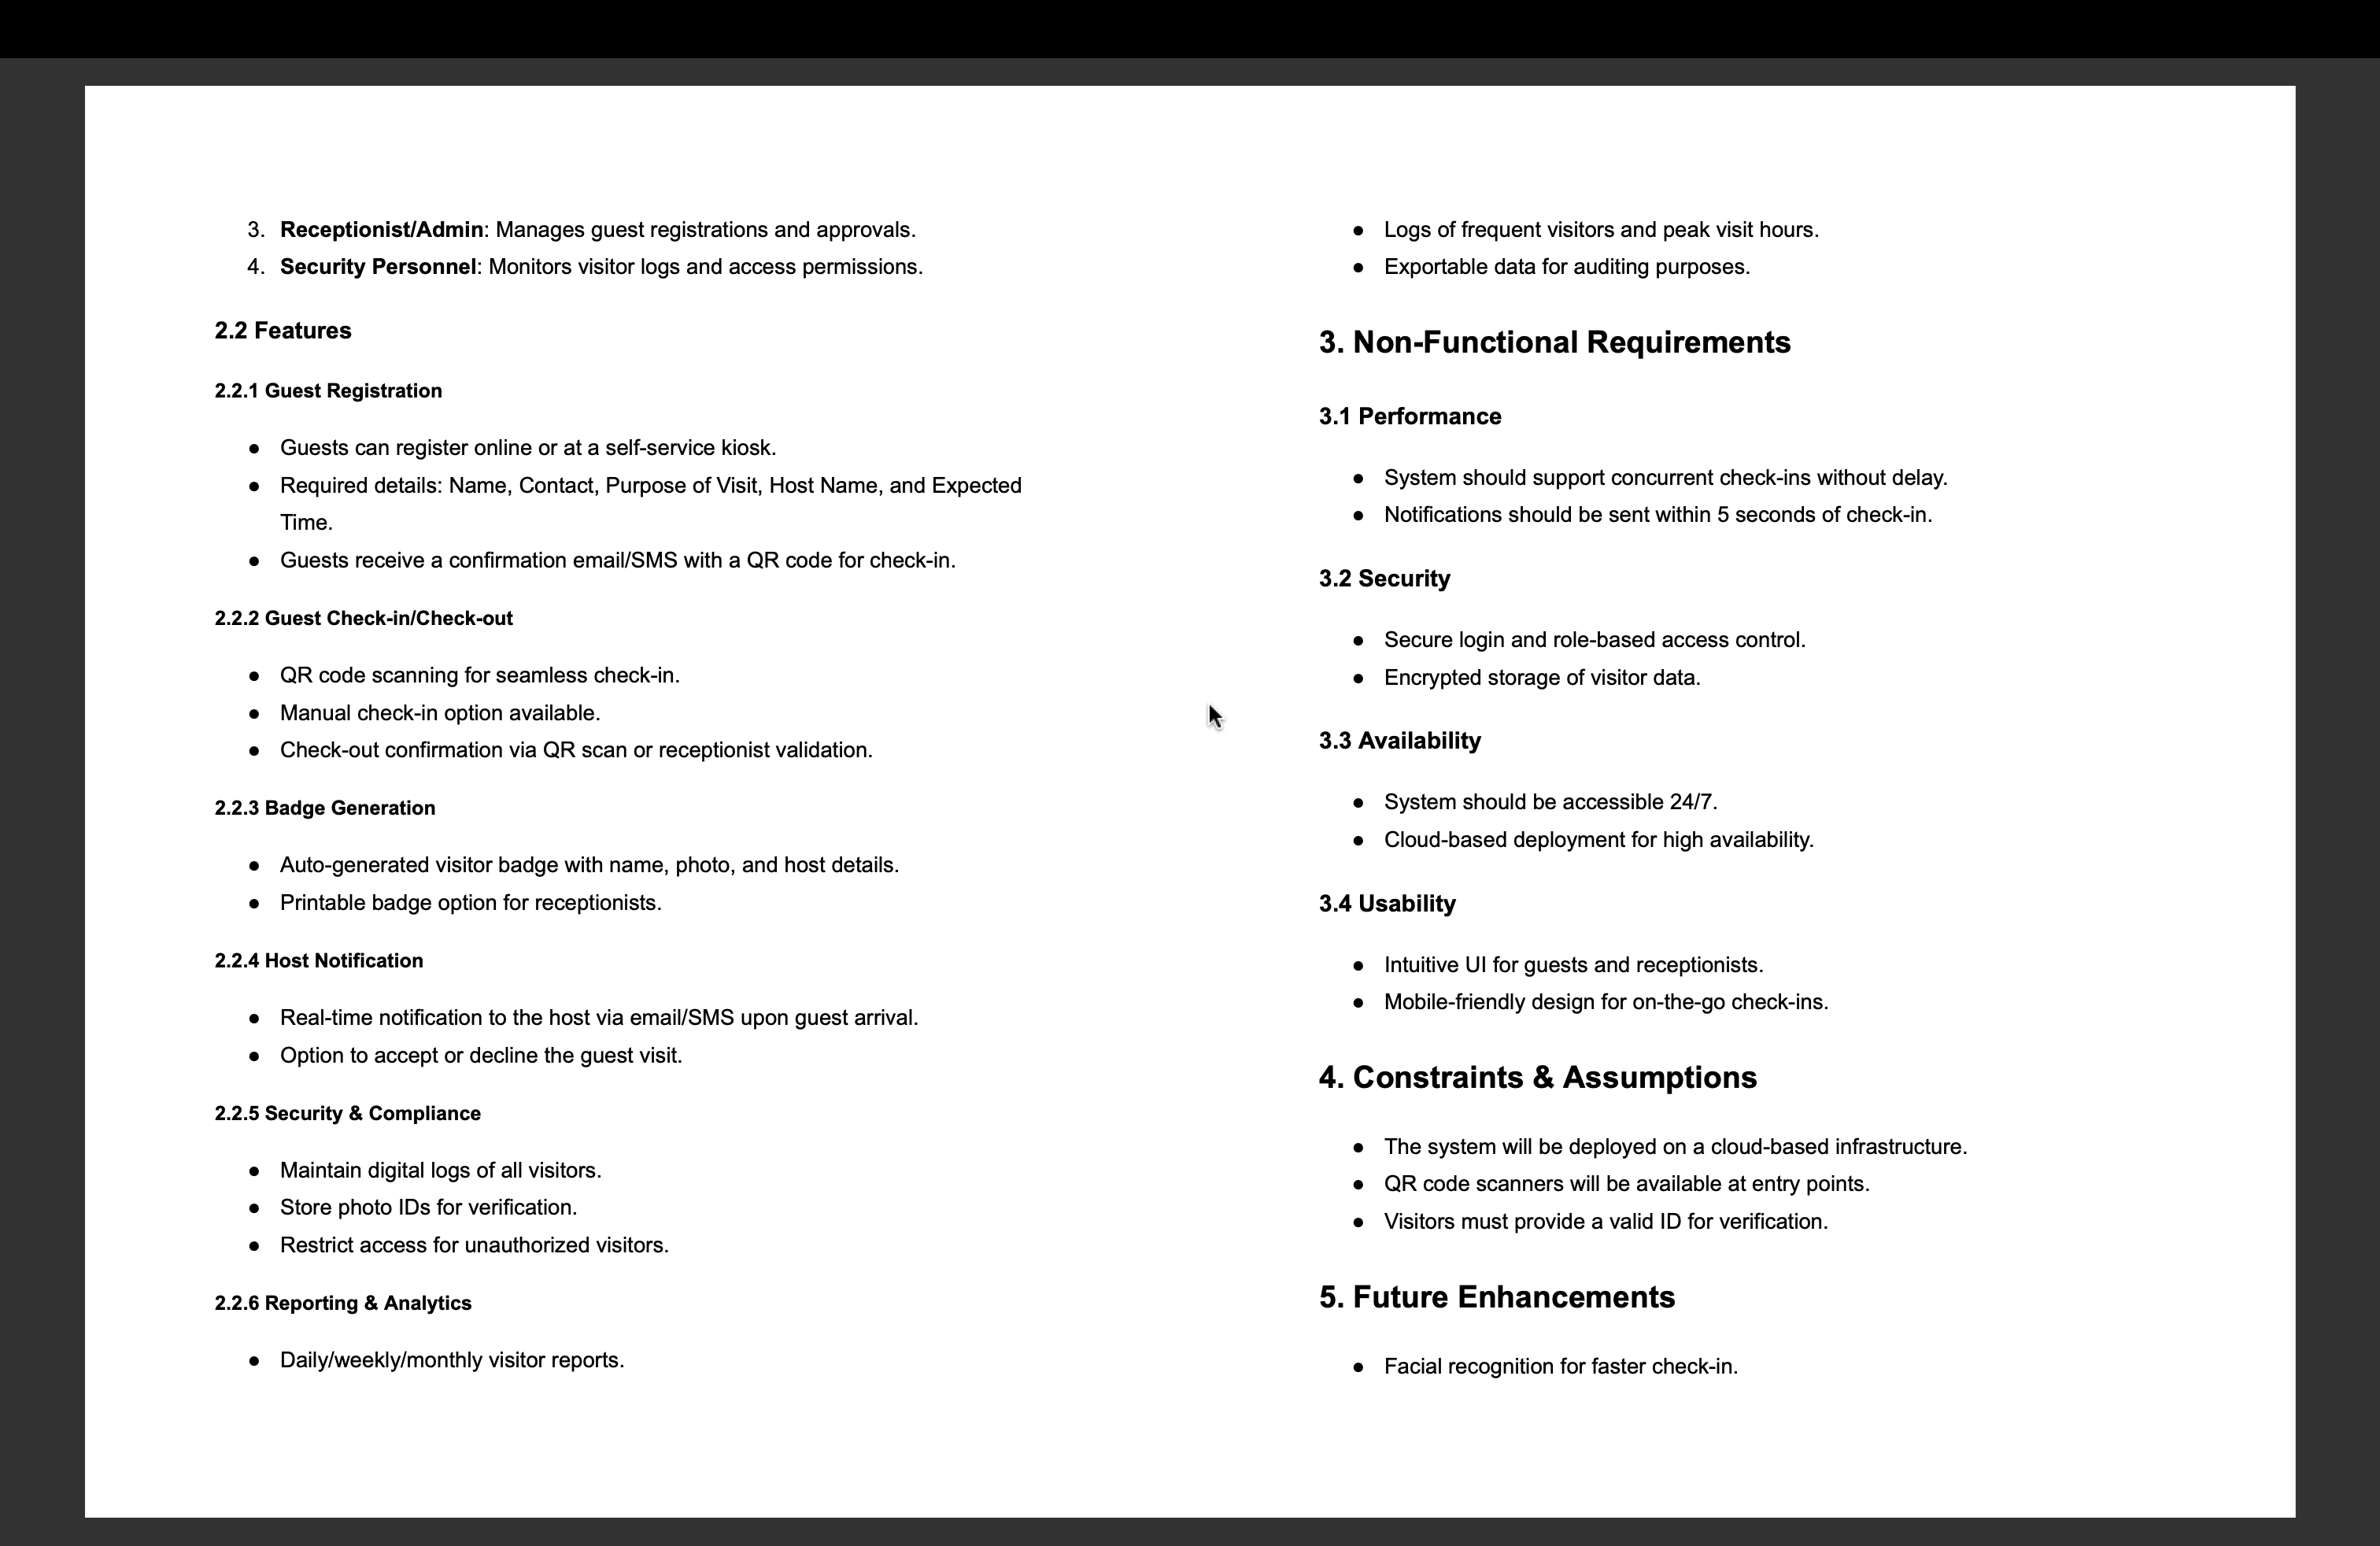 3. Receptionist/Admin: Manages guest registrations and approvals.
4. Security Personnel: Monitors visitor logs and access permissions.
2.2 Features
2.2.1 Guest Registration
● Guests can register online or at a self-service kiosk.
● Required details: Name, Contact, Purpose of Visit, Host Name, and Expected
Time.
● Guests receive a confirmation email/SMS with a QR code for check-in.
2.2.2 Guest Check-in/Check-out
● QR code scanning for seamless check-in.
● Manual check-in option available.
● Check-out confirmation via QR scan or receptionist validation.
2.2.3 Badge Generation
● Auto-generated visitor badge with name, photo, and host details.
● Printable badge option for receptionists.
2.2.4 Host Notification
● Real-time notification to the host via email/SMS upon guest arrival.
● Option to accept or decline the guest visit.
2.2.5 Security & Compliance
● Maintain digital logs of all visitors.
● Store photo IDs for verification.
● Restrict access for unauthorized visitors.
2.2.6 Reporting & Analytics
● Daily/weekly/monthly visitor reports.
● Logs of frequent visitors and peak visit hours.
● Exportable data for auditing purposes.
3. Non-Functional Requirements
3.1 Performance
● System should support concurrent check-ins without delay.
● Notifications should be sent within 5 seconds of check-in.
3.2 Security
● Secure login and role-based access control.
● Encrypted storage of visitor data.
3.3 Availability
● System should be accessible 24/7.
● Cloud-based deployment for high availability.
3.4 Usability
● Intuitive UI for guests and receptionists.
● Mobile-friendly design for on-the-go check-ins.
4. Constraints & Assumptions
● The system will be deployed on a cloud-based infrastructure.
● QR code scanners will be available at entry points.
● Visitors must provide a valid ID for verification.
5. Future Enhancements
● Facial recognition for faster check-in.